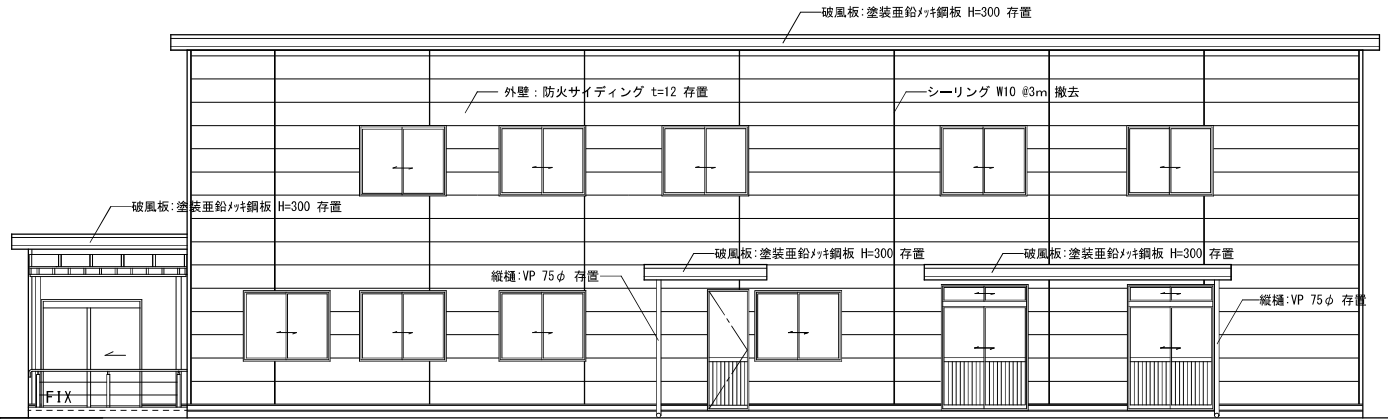 破風板:塗装亜鉛メッキ鋼板 H=300 存置
外壁：防火サイディング t=12 存置
シーリング W10 @3m 撤去
破風板:塗装亜鉛メッキ鋼板 H=300 存置
破風板:塗装亜鉛メッキ鋼板 H=300 存置
破風板:塗装亜鉛メッキ鋼板 H=300 存置
縦樋:VP 75φ 存置
縦樋:VP 75φ 存置
FIX